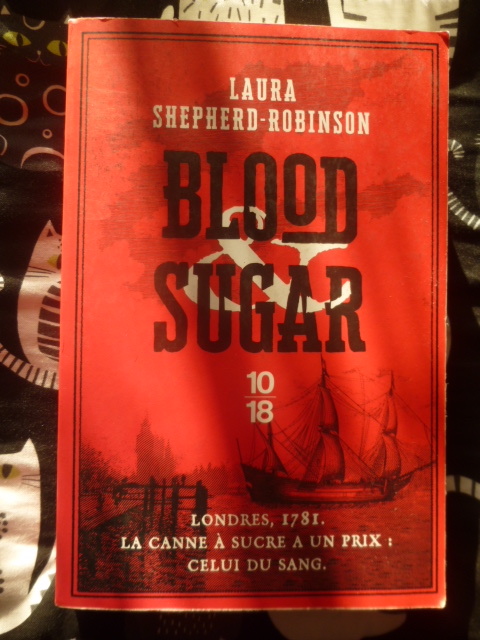 LAURA
SHEPHERD-ROBINSON
BLOOD
&
SUGAR
10
18
LONDRES, 1781.
LA CANNE À SUCRE A UN PRIX :
CELUI DU SANG.